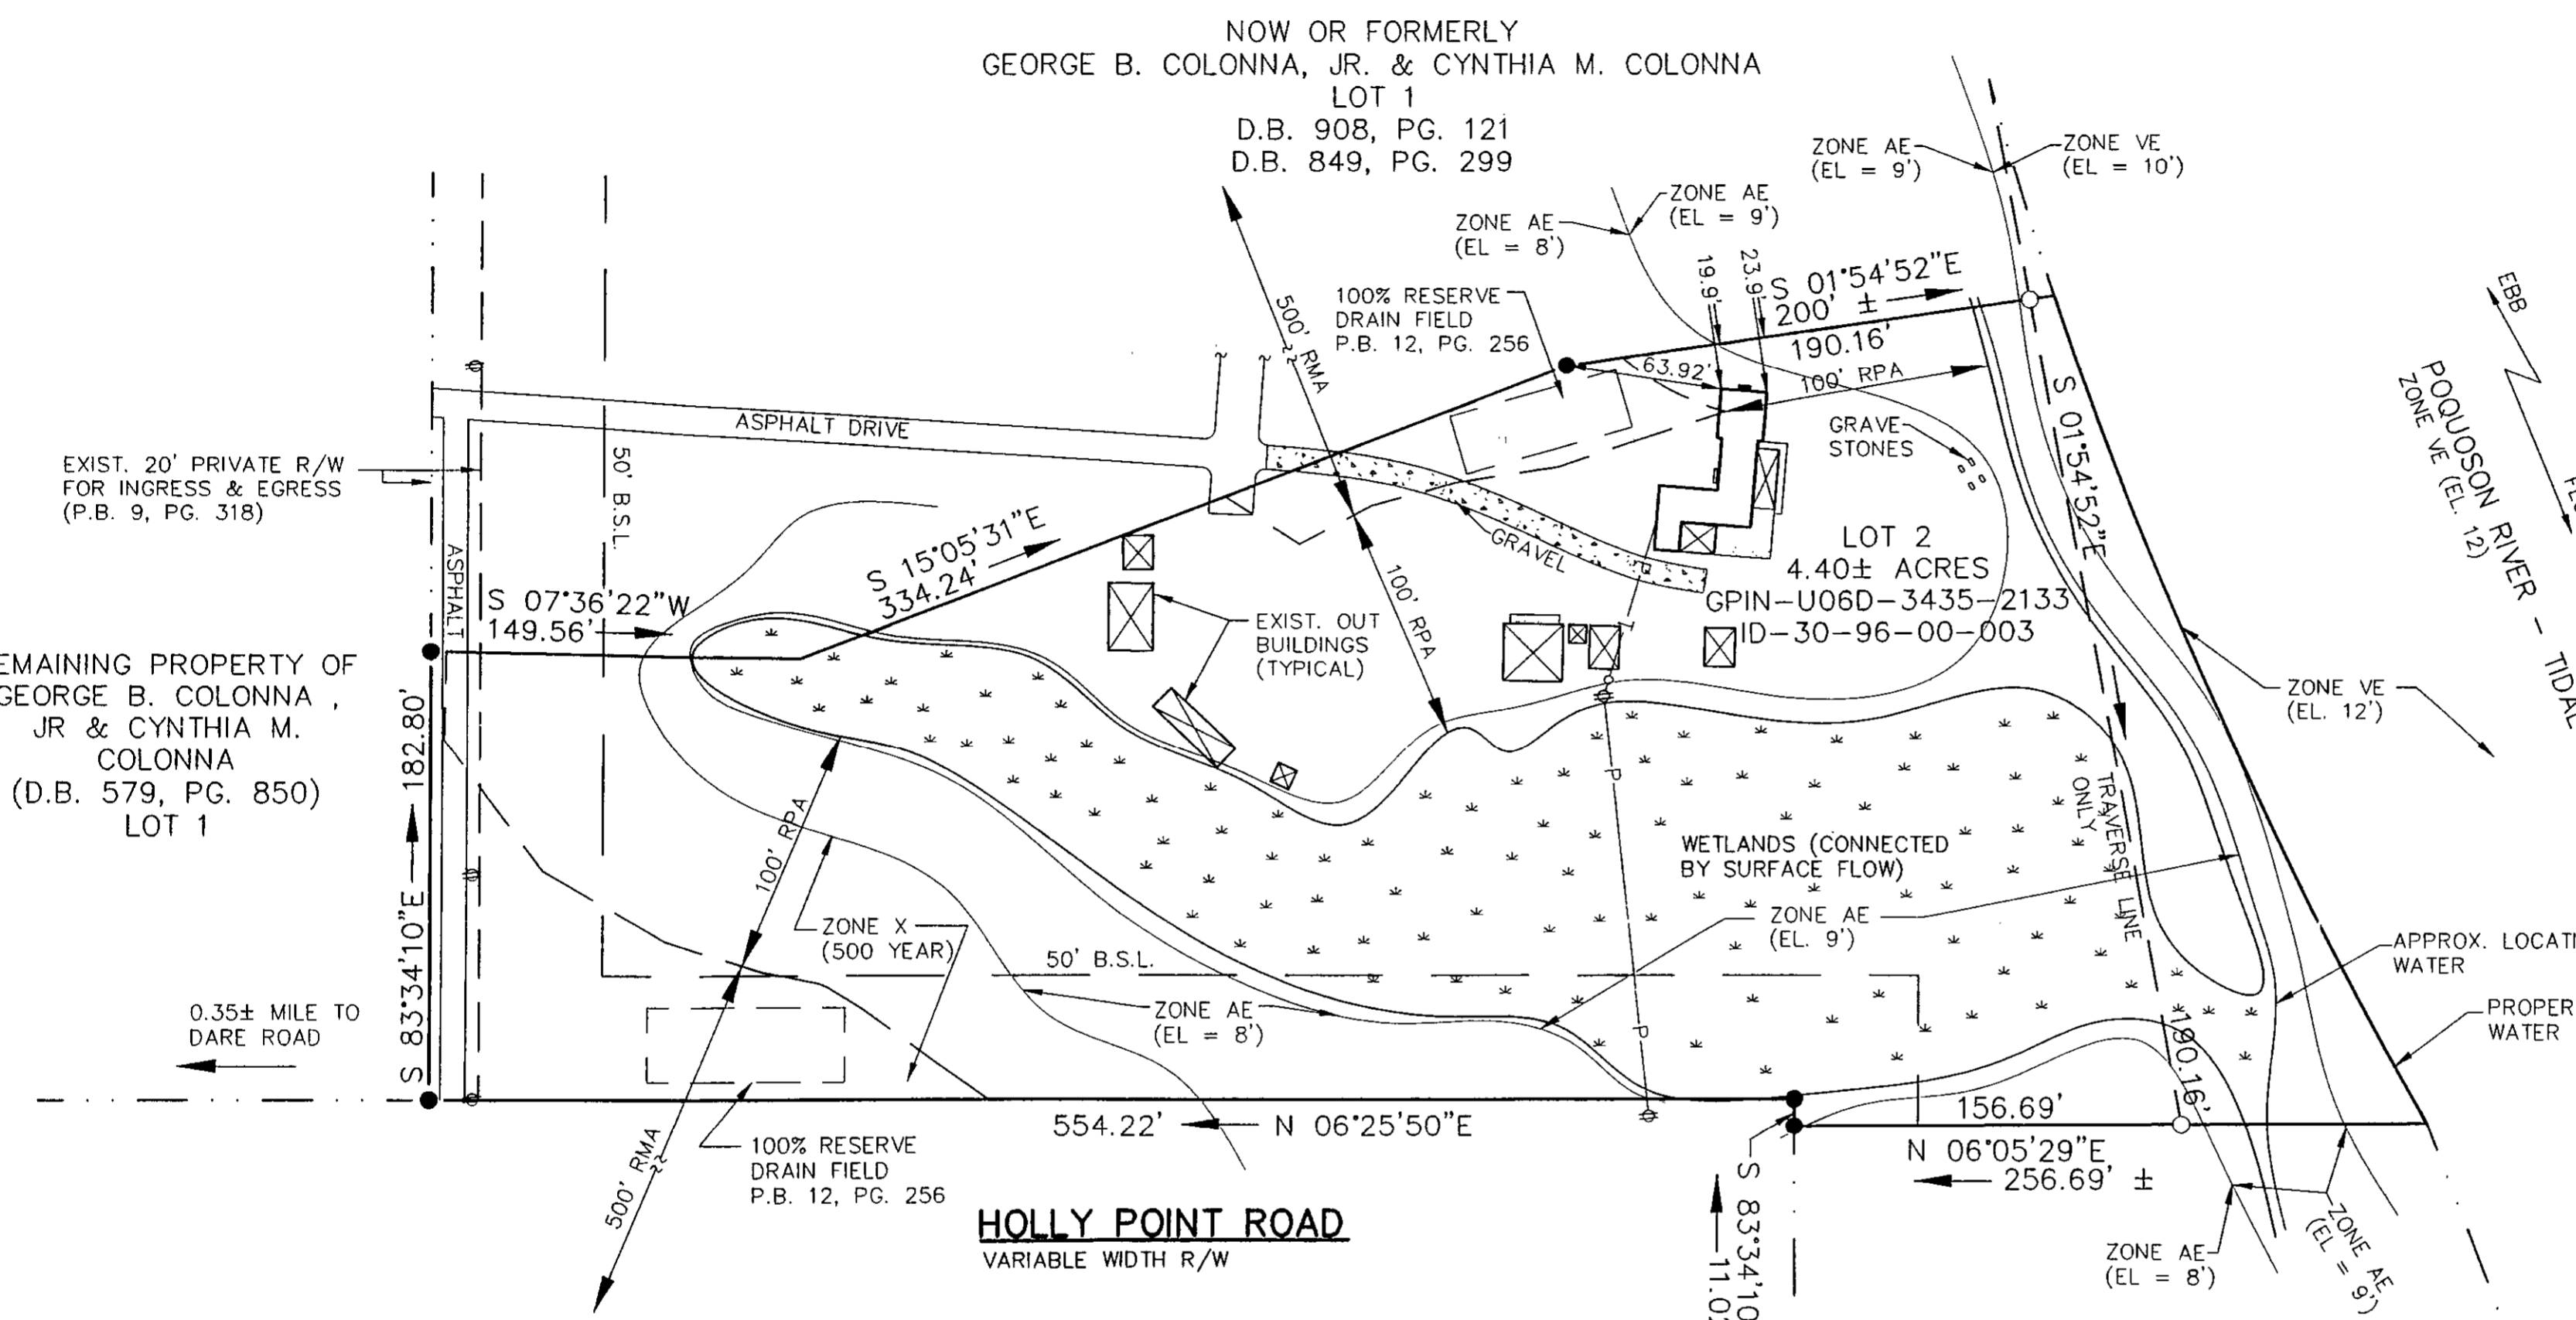 NOW OR FORMERLY
GEORGE B. COLONNA, JR. & CYNTHIA M. COLONNA
LOT 1
D.B. 908, PG. 121
D.B. 849, PG. 299
ZONE AE
(EL = 9')
ZONE VE
(EL = 10')
ZONE AE
(EL = 9')
ZONE AE
(EL = 8')
19.9'
23.9'
S 01°54'52"E
200' ±
190.16'
100% RESERVE
DRAIN FIELD
P.B. 12, PG. 256
500' RMA
63.92'
100' RPA
EBB
POQUOSON RIVER - TIDAL
ZONE VE (EL. 12')
S 01°54'52"E
ASPHALT DRIVE
GRAVE
STONES
EXIST. 20' PRIVATE R/W
FOR INGRESS & EGRESS
(P.B. 9, PG. 318)
50' B.S.L.
ASPHALT
S 15°05'31"E
334.24'
GRAVEL
LOT 2
4.40± ACRES
GPIN-U06D-3435-2133
ID-30-96-00-003
S 07°36'22"W
149.56'
EXIST. OUT
BUILDINGS
(TYPICAL)
100' RPA
T
T
EMAINING PROPERTY OF
GEORGE B. COLONNA ,
JR & CYNTHIA M.
COLONNA
(D.B. 579, PG. 850)
LOT 1
S 83°34'10"E
182.80'
ZONE VE
(EL. 12')
P
P
TRAVERSE LINE
ONLY
100' RPA
WETLANDS (CONNECTED
BY SURFACE FLOW)
ZONE AE
(EL. 9')
ZONE X
(500 YEAR)
50' B.S.L.
APPROX. LOCATI
WATER
ZONE AE
(EL = 8')
0.35± MILE TO
DARE ROAD
PROPER
WATER
190.16'
554.22'
N 06°25'50"E
156.69'
N 06°05'29"E
256.69' ±
500' RMA
100% RESERVE
DRAIN FIELD
P.B. 12, PG. 256
S 83°34'10
11.0
HOLLY POINT ROAD
VARIABLE WIDTH R/W
ZONE AE
(EL = 8')
ZONE AE
(EL = 9')